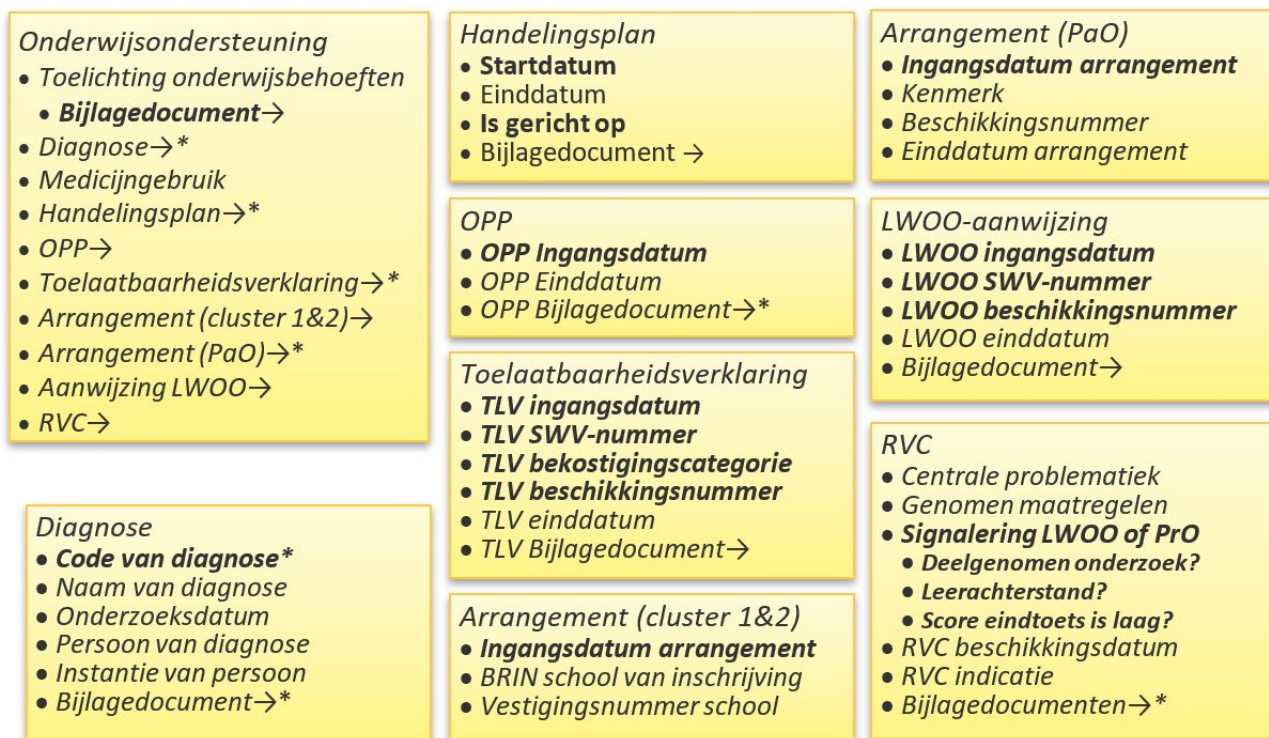 Onderwijsondersteuning
• Toelichting onderwijsbehoeften
• Bijlagedocument→
• Diagnose→*
• Medicijngebruik
• Handelingsplan→*
• OPP→
• Toelaatbaarheidsverklaring→*
• Arrangement (cluster 1&2)→
• Arrangement (PaO)→*
• Aanwijzing LWOO→
• RVC→
Diagnose
• Code van diagnose*
• Naam van diagnose
• Onderzoeksdatum
• Persoon van diagnose
• Instantie van persoon
• Bijlagedocument→*
Handelingsplan
• Startdatum
• Einddatum
• Is gericht op
• Bijlagedocument →
OPP
• OPP Ingangsdatum
• OPP Einddatum
• OPP Bijlagedocument→*
Toelaatbaarheidsverklaring
• TLV ingangsdatum
• TLV SWV-nummer
• TLV bekostigingscategorie
• TLV beschikkingsnummer
• TLV einddatum
• TLV Bijlagedocument→
Arrangement (cluster 1&2)
• Ingangsdatum arrangement
• BRIN school van inschrijving
• Vestigingsnummer school
Arrangement (PaO)
• Ingangsdatum arrangement
• Kenmerk
• Beschikkingsnummer
• Einddatum arrangement
LWOO-aanwijzing
• LWOO ingangsdatum
• LWOO SWV-nummer
• LWOO beschikkingsnummer
• LWOO einddatum
• Bijlagedocument→
RVC
• Centrale problematiek
• Genomen maatregelen
• Signalering LWOO of PrO
• Deelgenomen onderzoek?
• Leerachterstand?
• Score eindtoets is laag?
• RVC beschikkingsdatum
• RVC indicatie
• Bijlagedocumenten→*